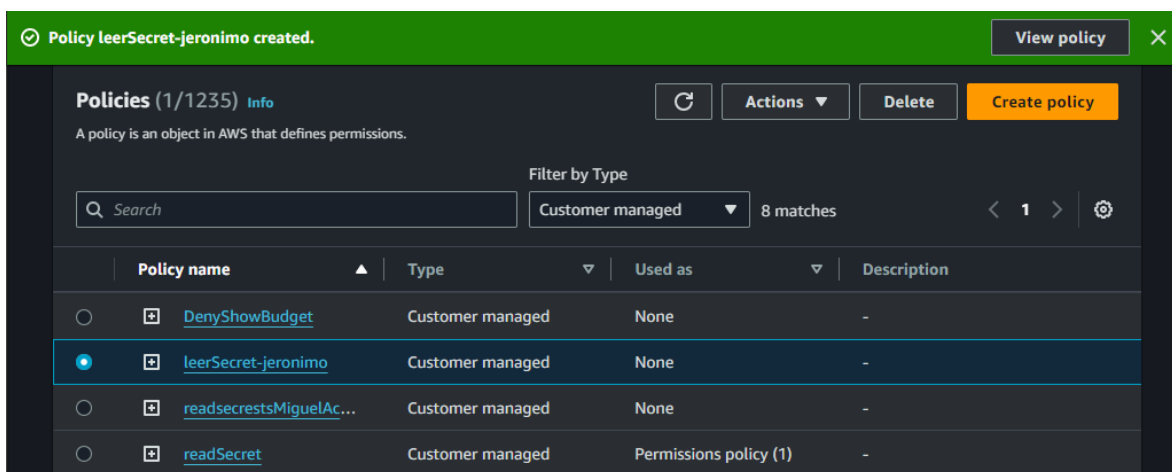 Policy leerSecret-jeronimo created. View policy
Policies (1/1235) Info Actions Delete Create policy
A policy is an object in AWS that defines permissions.
Filter by Type
Search Customer managed 8 matches 1
Policy name Type Used as Description
DenyShowBudget Customer managed None -
leerSecret-jeronimo Customer managed None -
readsecrestsMiguelAc... Customer managed None -
readSecret Customer managed Permissions policy (1) -